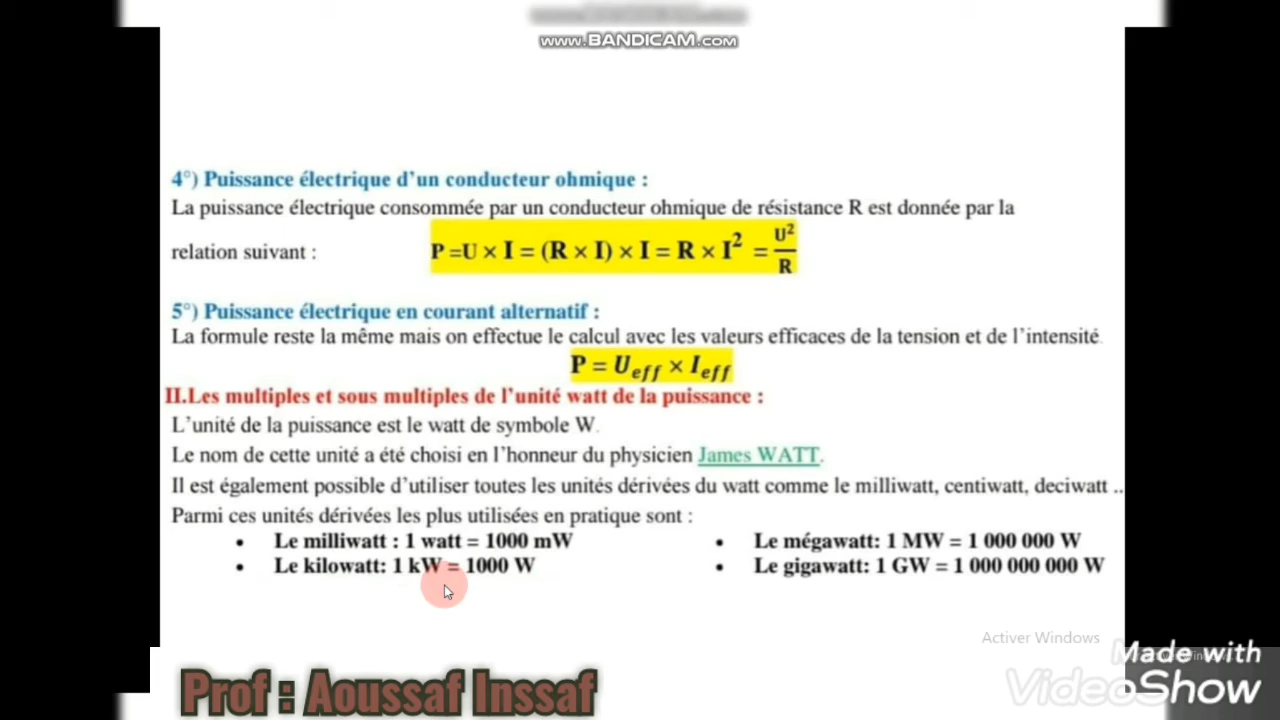 www.BANDICAM.com
4°) Puissance électrique d’un conducteur ohmique :
La puissance électrique consommée par un conducteur ohmique de résistance R est donnée par la
relation suivant : P =U × I = (R × I) × I = R × I² = U²/R
5°) Puissance électrique en courant alternatif :
La formule reste la même mais on effectue le calcul avec les valeurs efficaces de la tension et de l’intensité.
P = Ueff × Ieff
II.Les multiples et sous multiples de l’unité watt de la puissance :
L’unité de la puissance est le watt de symbole W.
Le nom de cette unité a été choisi en l’honneur du physicien James WATT.
Il est également possible d’utiliser toutes les unités dérivées du watt comme le milliwatt, centiwatt, deciwatt ..
Parmi ces unités dérivées les plus utilisées en pratique sont :
• Le milliwatt : 1 watt = 1000 mW
• Le kilowatt: 1 kW = 1000 W
• Le mégawatt: 1 MW = 1 000 000 W
• Le gigawatt: 1 GW = 1 000 000 000 W
Activer Windows
Made with
VideoShow
Prof : Aoussaf Inssaf